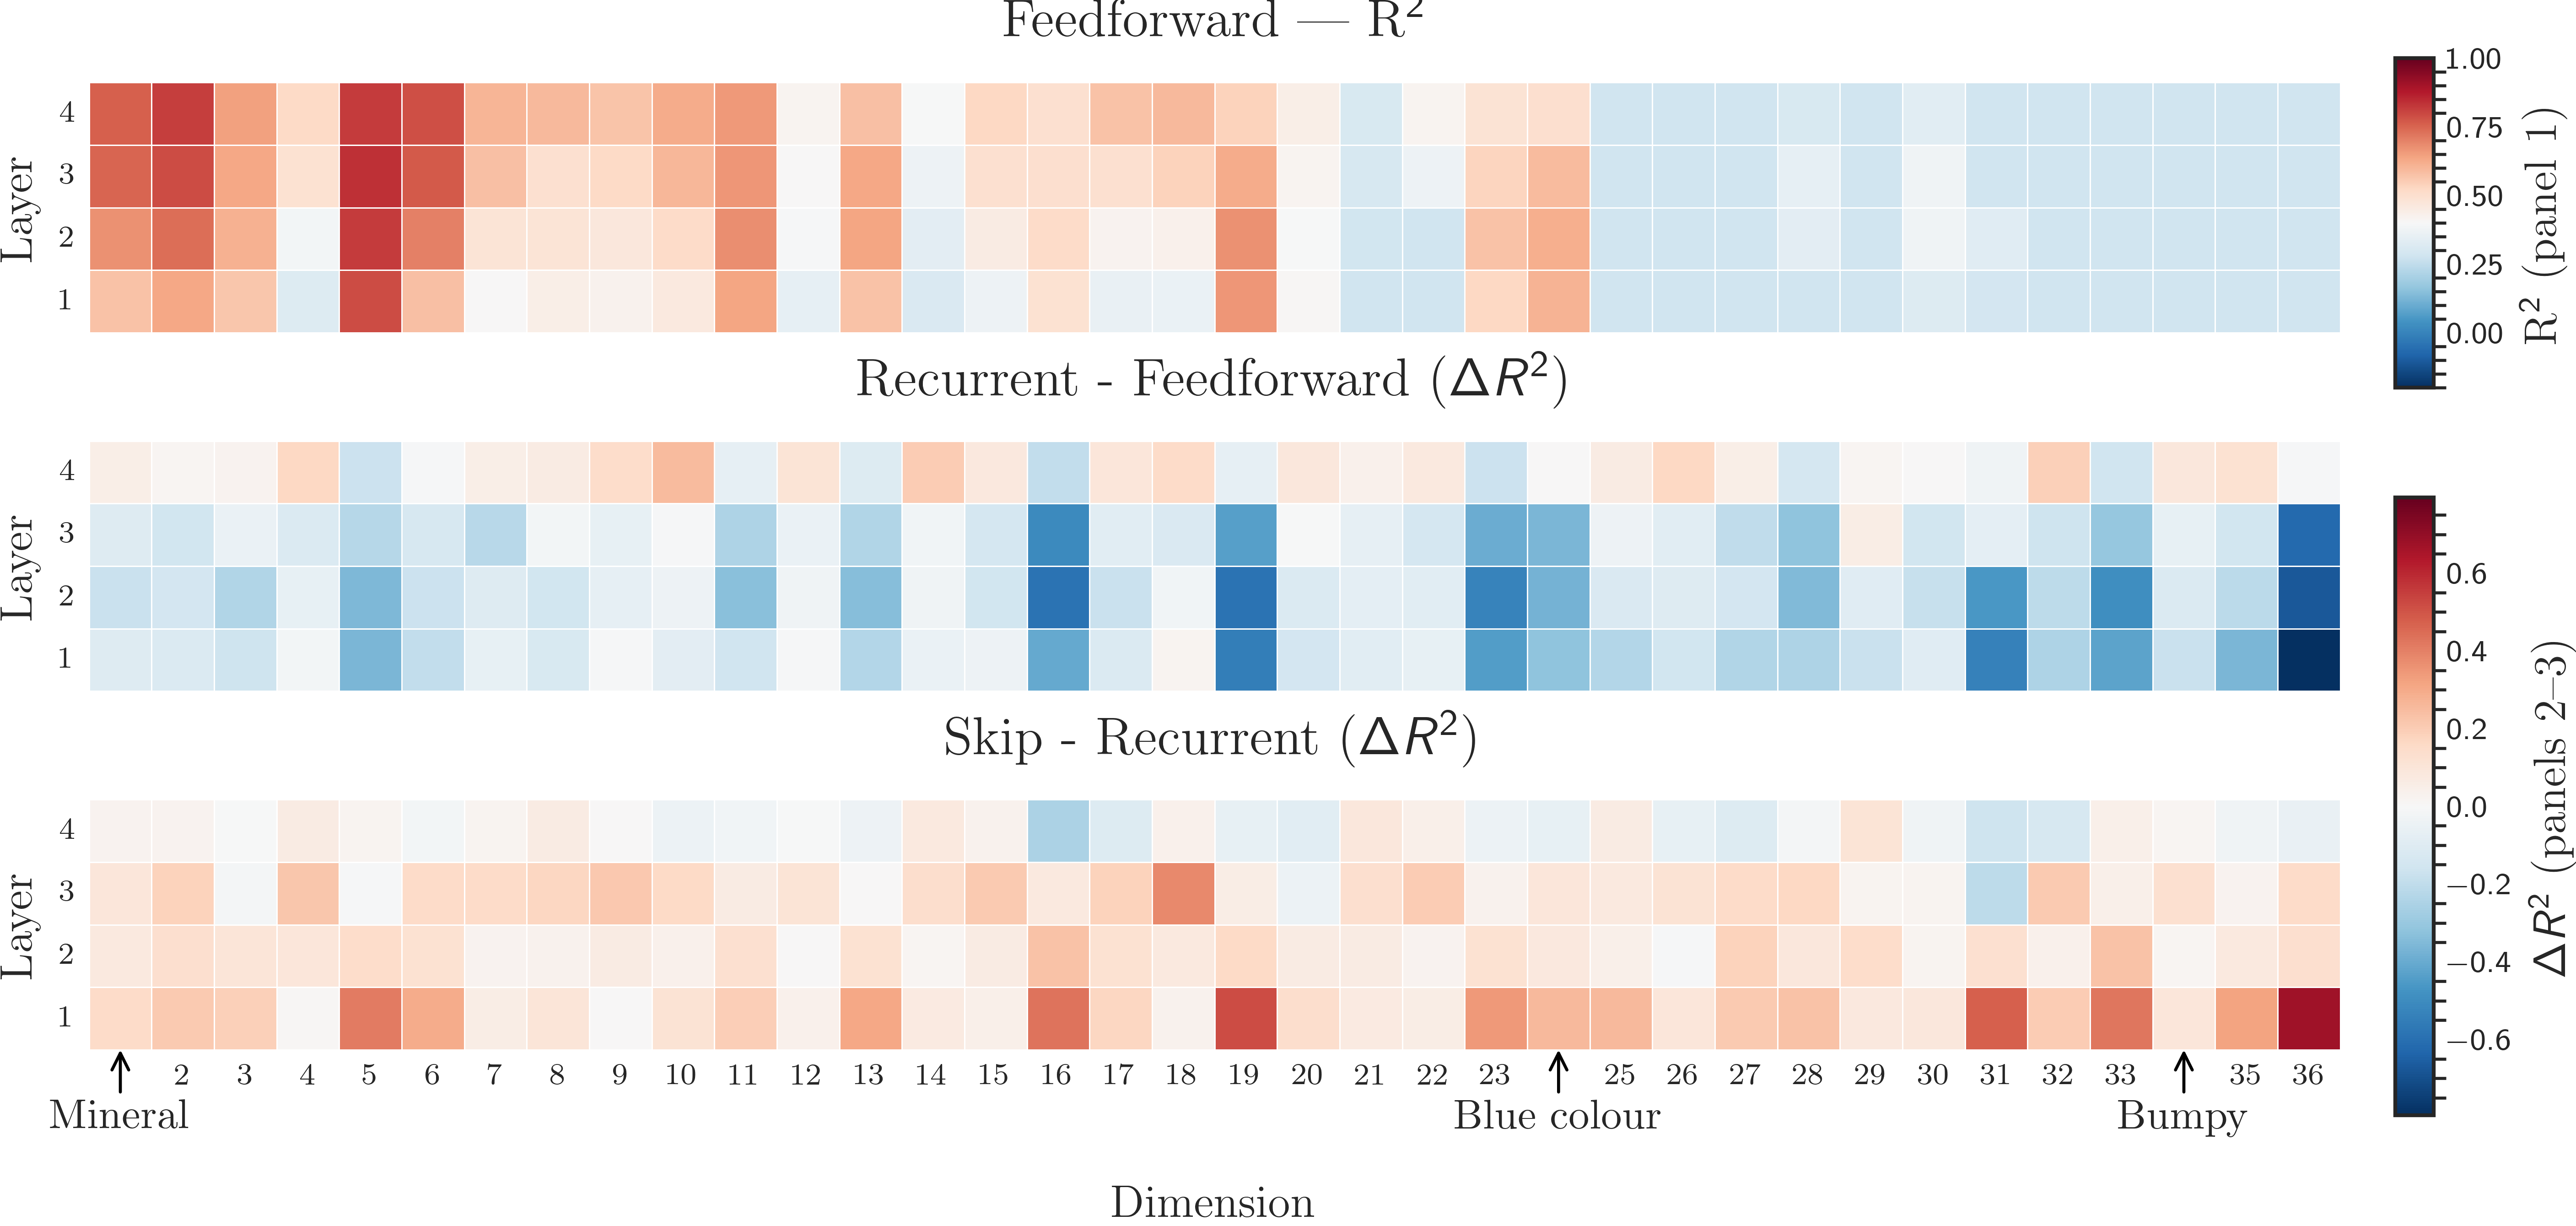 Feedforward — R²
4
3
2
1
Layer
1.00
0.75
0.50
0.25
0.00
R² (panel 1)
Recurrent - Feedforward (ΔR²)
4
3
2
1
Layer
Skip - Recurrent (ΔR²)
4
3
2
1
Layer
0.6
0.4
0.2
0.0
−0.2
−0.4
−0.6
ΔR² (panels 2–3)
2 3 4 5 6 7 8 9 10 11 12 13 14 15 16 17 18 19 20 21 22 23 25 26 27 28 29 30 31 32 33 35 36
Mineral Blue colour Bumpy
Dimension